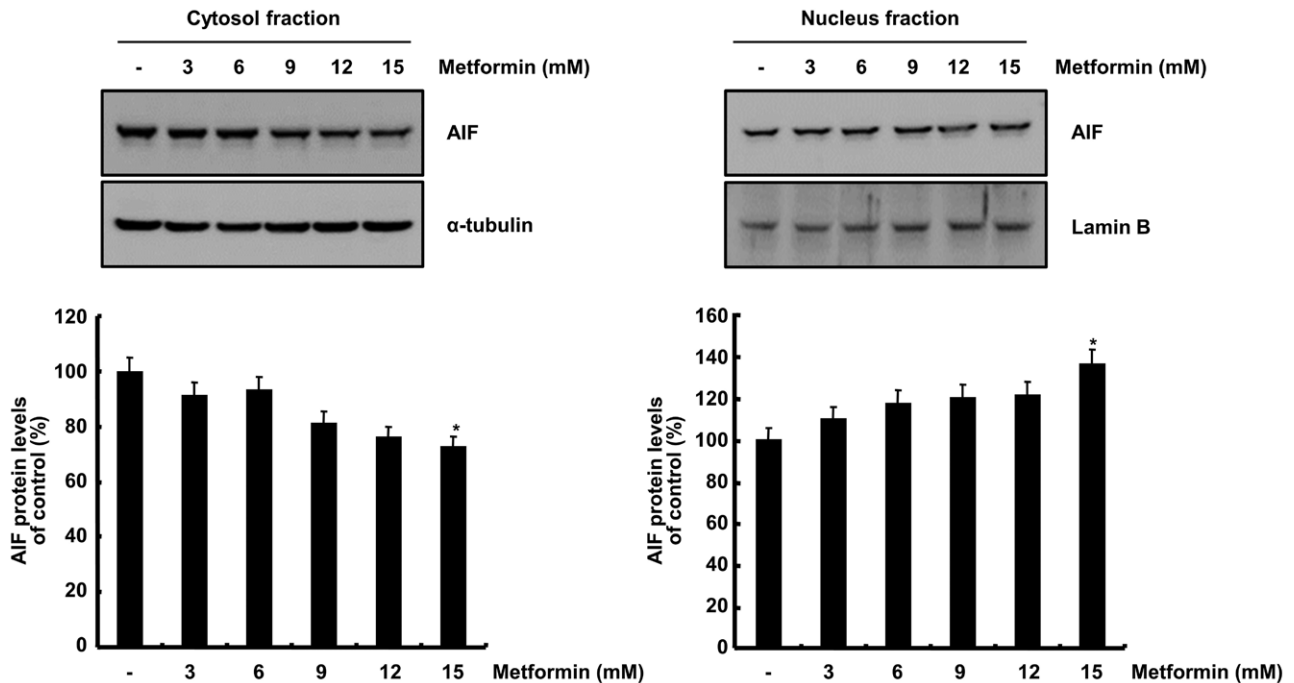 Cytosol fraction
- 3 6 9 12 15 Metformin (mM)
AIF
α-tubulin
120
100
80
60
40
20
0
AIF protein levels
of control (%)
*
- 3 6 9 12 15 Metformin (mM)
Nucleus fraction
- 3 6 9 12 15 Metformin (mM)
AIF
Lamin B
160
140
120
100
80
60
40
20
0
AIF protein levels
of control (%)
*
- 3 6 9 12 15 Metformin (mM)